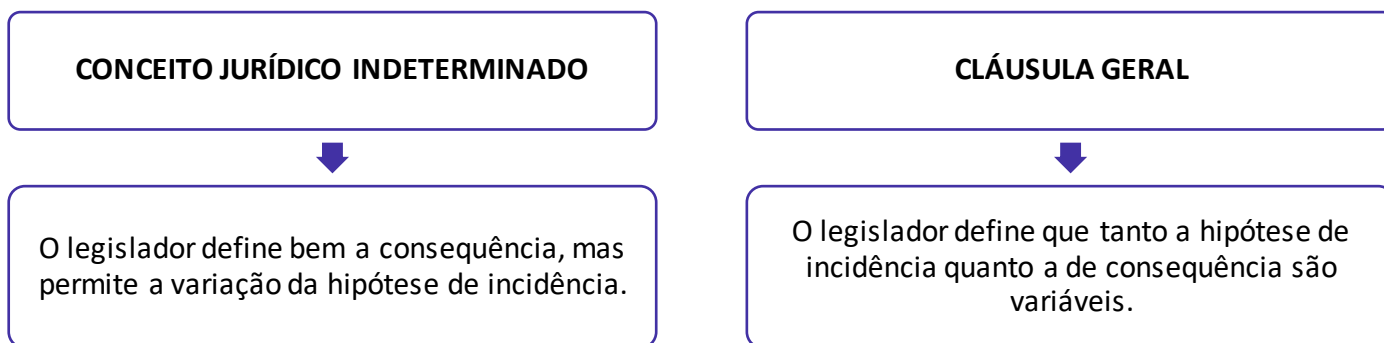 CONCEITO JURÍDICO INDETERMINADO
O legislador define bem a consequência, mas
permite a variação da hipótese de incidência.
CLÁUSULA GERAL
O legislador define que tanto a hipótese de
incidência quanto a de consequência são
variáveis.